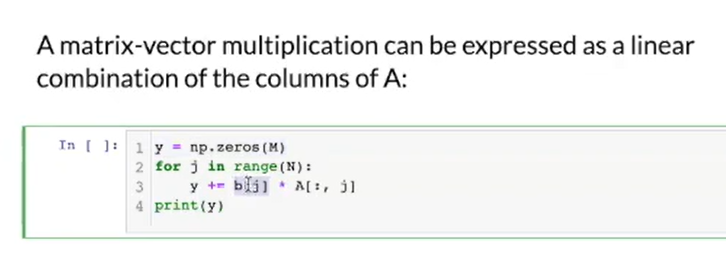 A matrix-vector multiplication can be expressed as a linear
combination of the columns of A:
In [ ]:
1 y = np.zeros(M)
2 for j in range(N):
3 y += b[j] * A[:, j]
4 print(y)